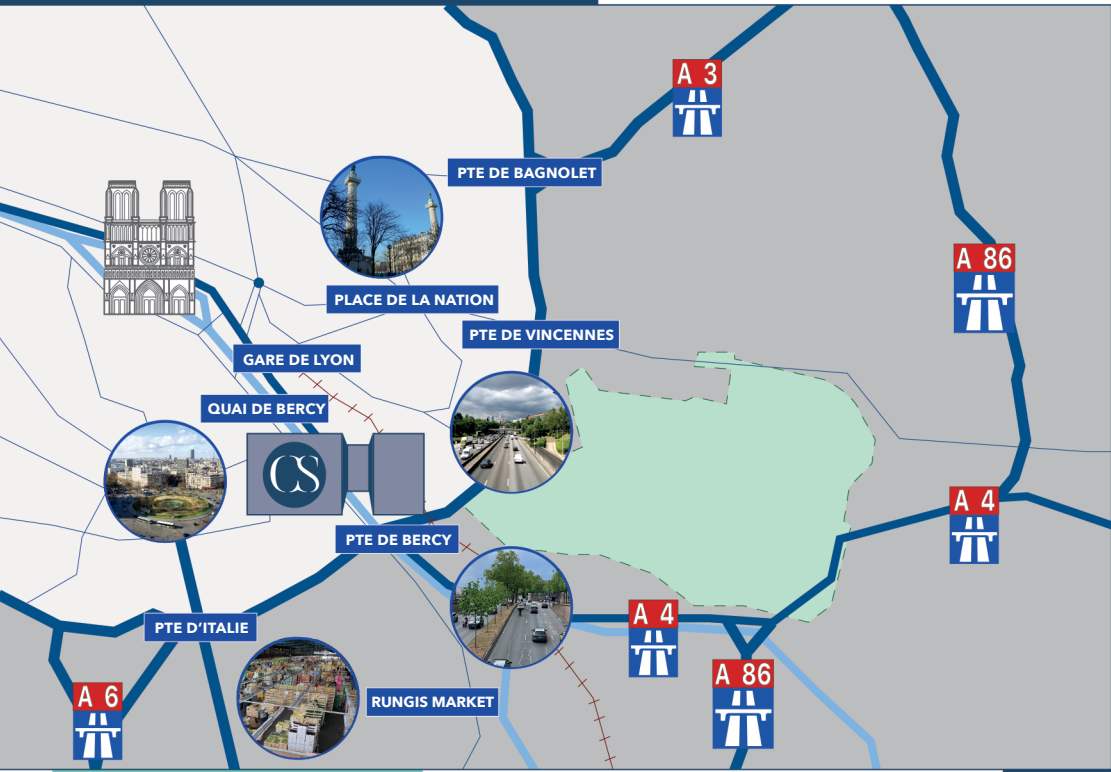 A 3
PTE DE BAGNOLET
A 86
PLACE DE LA NATION
PTE DE VINCENNES
GARE DE LYON
QUAI DE BERCY
CS
A 4
PTE DE BERCY
A 4
PTE D'ITALIE
A 86
A 6
RUNGIS MARKET